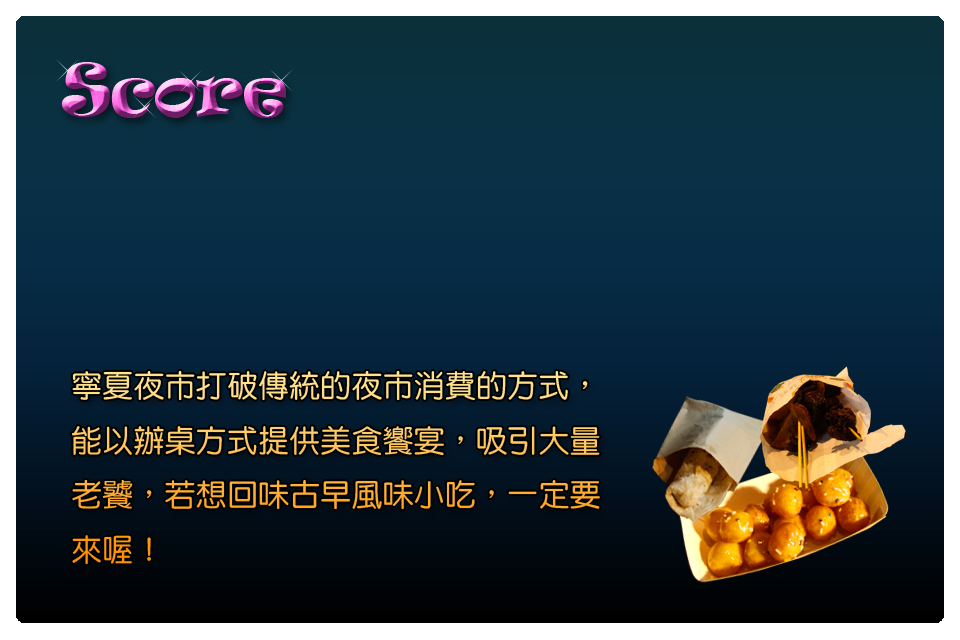 Score
寧夏夜市打破傳統的夜市消費的方式，
能以辦桌方式提供美食饗宴，吸引大量
老饕，若想回味古早風味小吃，一定要
來喔！